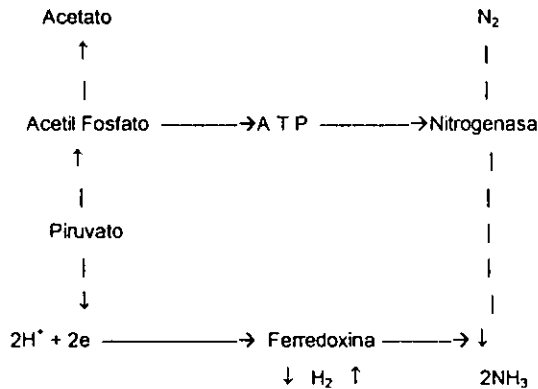 Acetato N₂
↑ |
| |
Acetil Fosfato ———→ A T P ———→ Nitrogenasa
↑ |
| |
Piruvato |
| |
↓ |
2H⁺ + 2e ———→ Ferredoxina ———→ ↓
↓ H₂ ↑ 2NH₃